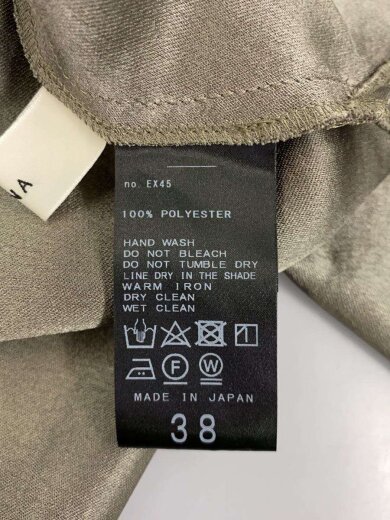 NA
no. EX45
100% POLYESTER
HAND WASH
DO NOT BLEACH
DO NOT TUMBLE DRY
LINE DRY IN THE SHADE
WARM IRON
DRY CLEAN
WET CLEAN
F W
MADE IN JAPAN
38